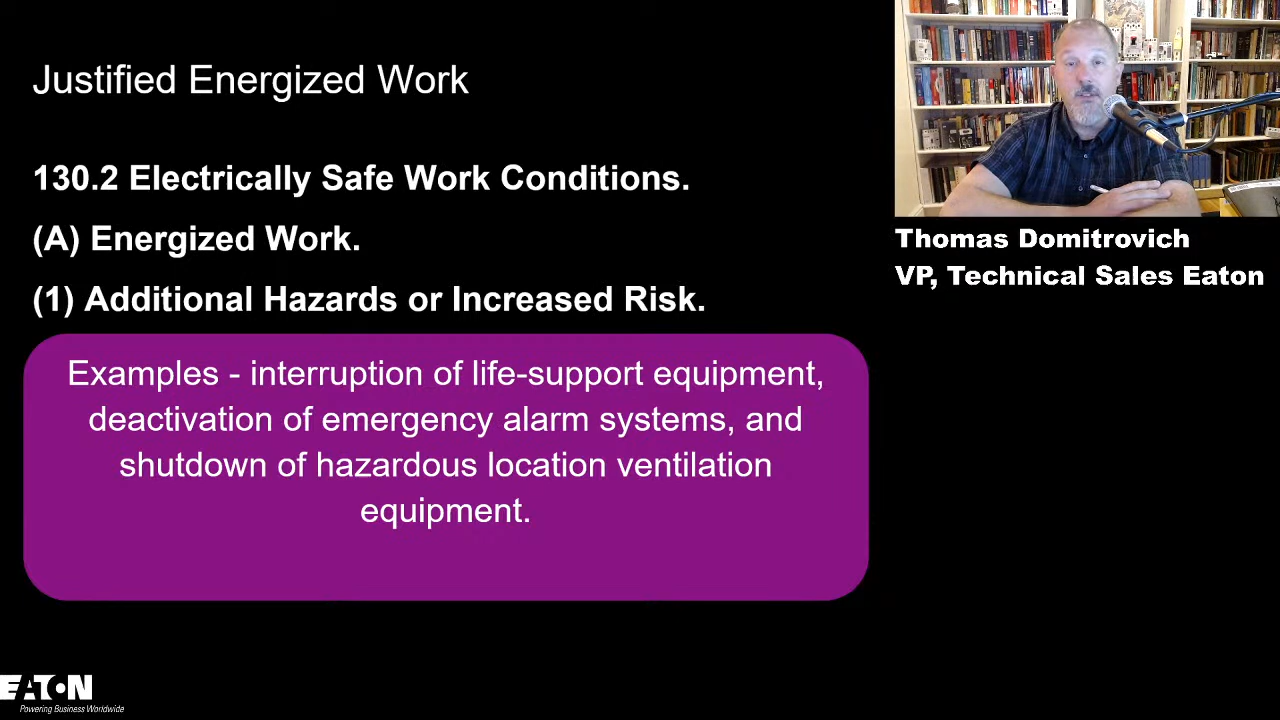 Justified Energized Work
130.2 Electrically Safe Work Conditions.
(A) Energized Work.
(1) Additional Hazards or Increased Risk.
Examples - interruption of life-support equipment,
deactivation of emergency alarm systems, and
shutdown of hazardous location ventilation
equipment.
Thomas Domitrovich
VP, Technical Sales Eaton
EATON
Powering Business Worldwide